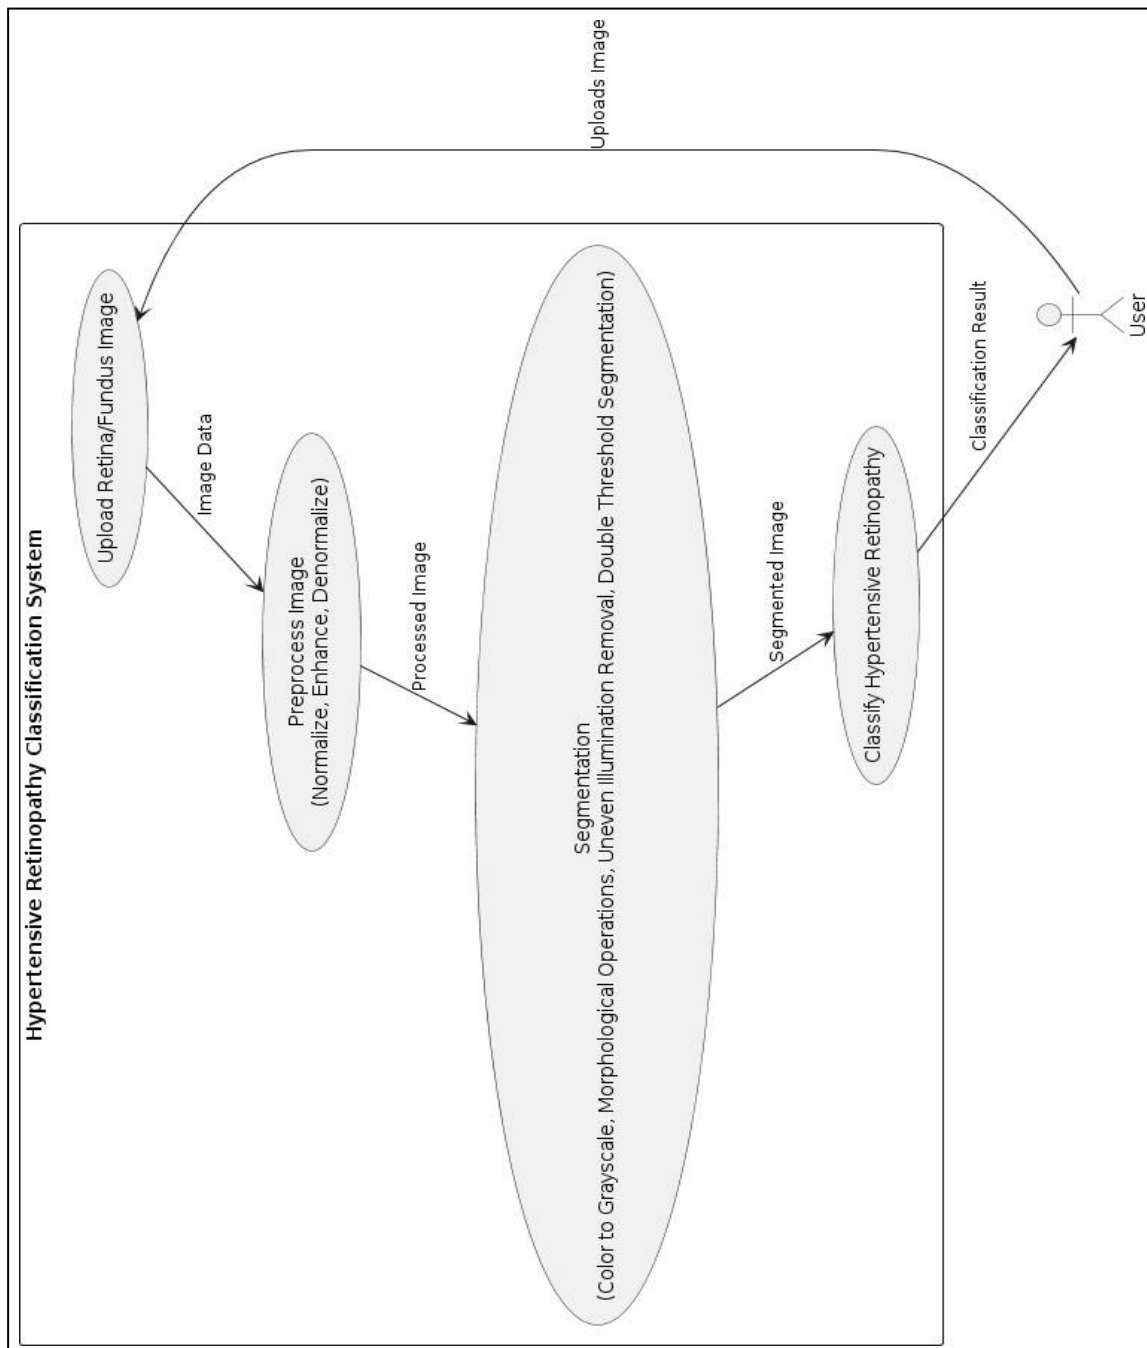 Hypertensive Retinopathy Classification System
Uploads Image
Upload Retina/Fundus Image
Image Data
Preprocess Image
(Normalize, Enhance, Denormalize)
Processed Image
Segmentation
(Color to Grayscale, Morphological Operations, Uneven Illumination Removal, Double Threshold Segmentation)
Segmented Image
Classify Hypertensive Retinopathy
Classification Result
User